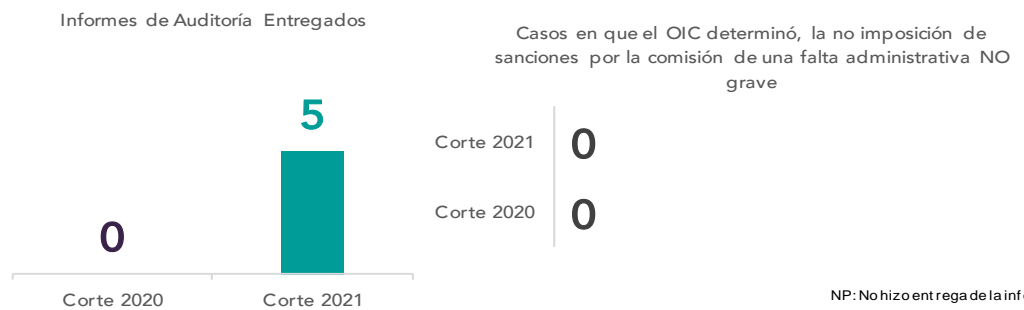 Informes de Auditoría Entregados
5
0
Corte 2020
Corte 2021
Casos en que el OIC determinó, la no imposición de
sanciones por la comisión de una falta administrativa NO
grave
Corte 2021
0
Corte 2020
0
NP: No hizo entrega de la